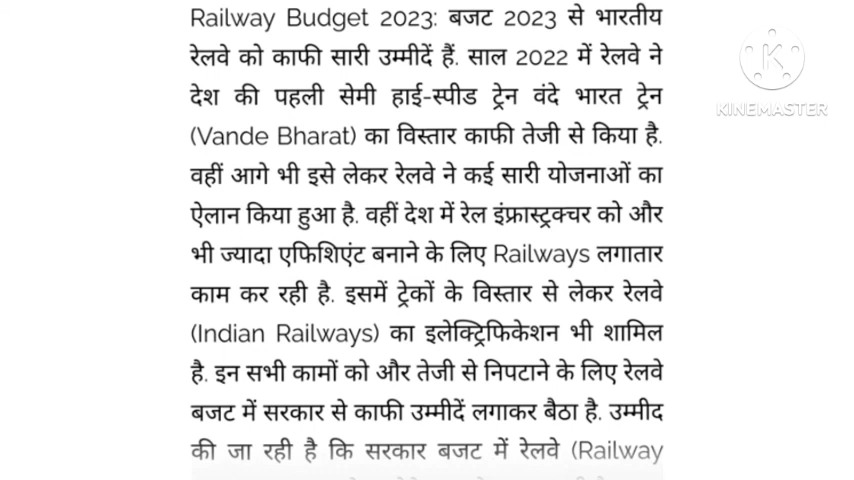 Railway Budget 2023: बजट 2023 से भारतीय
रेलवे को काफी सारी उम्मीदें हैं. साल 2022 में रेलवे ने
देश की पहली सेमी हाई-स्पीड ट्रेन वंदे भारत ट्रेन
(Vande Bharat) का विस्तार काफी तेजी से किया है.
वहीं आगे भी इसे लेकर रेलवे ने कई सारी योजनाओं का
ऐलान किया हुआ है. वहीं देश में रेल इंफ्रास्ट्रक्चर को और
भी ज्यादा एफिशिएंट बनाने के लिए Railways लगातार
काम कर रही है. इसमें ट्रेकों के विस्तार से लेकर रेलवे
(Indian Railways) का इलेक्ट्रिफिकेशन भी शामिल
है. इन सभी कामों को और तेजी से निपटाने के लिए रेलवे
बजट में सरकार से काफी उम्मीदें लगाकर बैठा है. उम्मीद
की जा रही है कि सरकार बजट में रेलवे (Railway
K
KINEMASTER